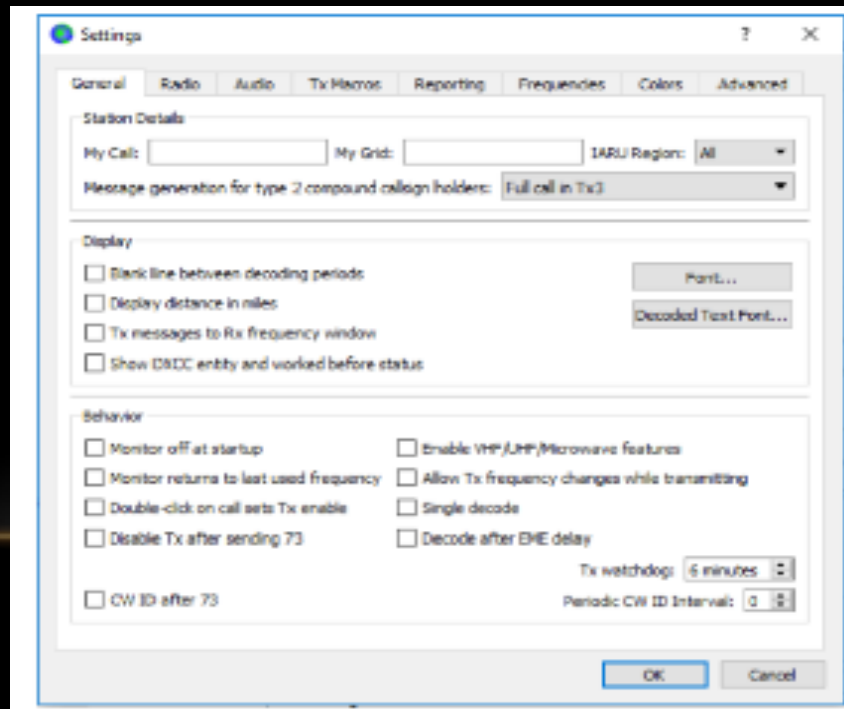 Settings
General Radio Audio Tx Macros Reporting Frequencies Colors Advanced
Station Details
My Call: My Grid: IARU Region: All
Message generation for type 2 compound callsign holders: Full call in Tx3
Display
Blank line between decoding periods Font...
Display distance in miles
Decoded Text Font...
Tx messages to Rx frequency window
Show DXCC entity and worked before status
Behavior
Monitor off at startup Enable VHF/UHF/Microwave features
Monitor returns to last used frequency Allow Tx frequency changes while transmitting
Double-click on call sets Tx enable Single decode
Disable Tx after sending 73 Decode after EME delay
Tx watchdog: 6 minutes
CW ID after 73 Periodic CW ID Interval: 0
OK Cancel